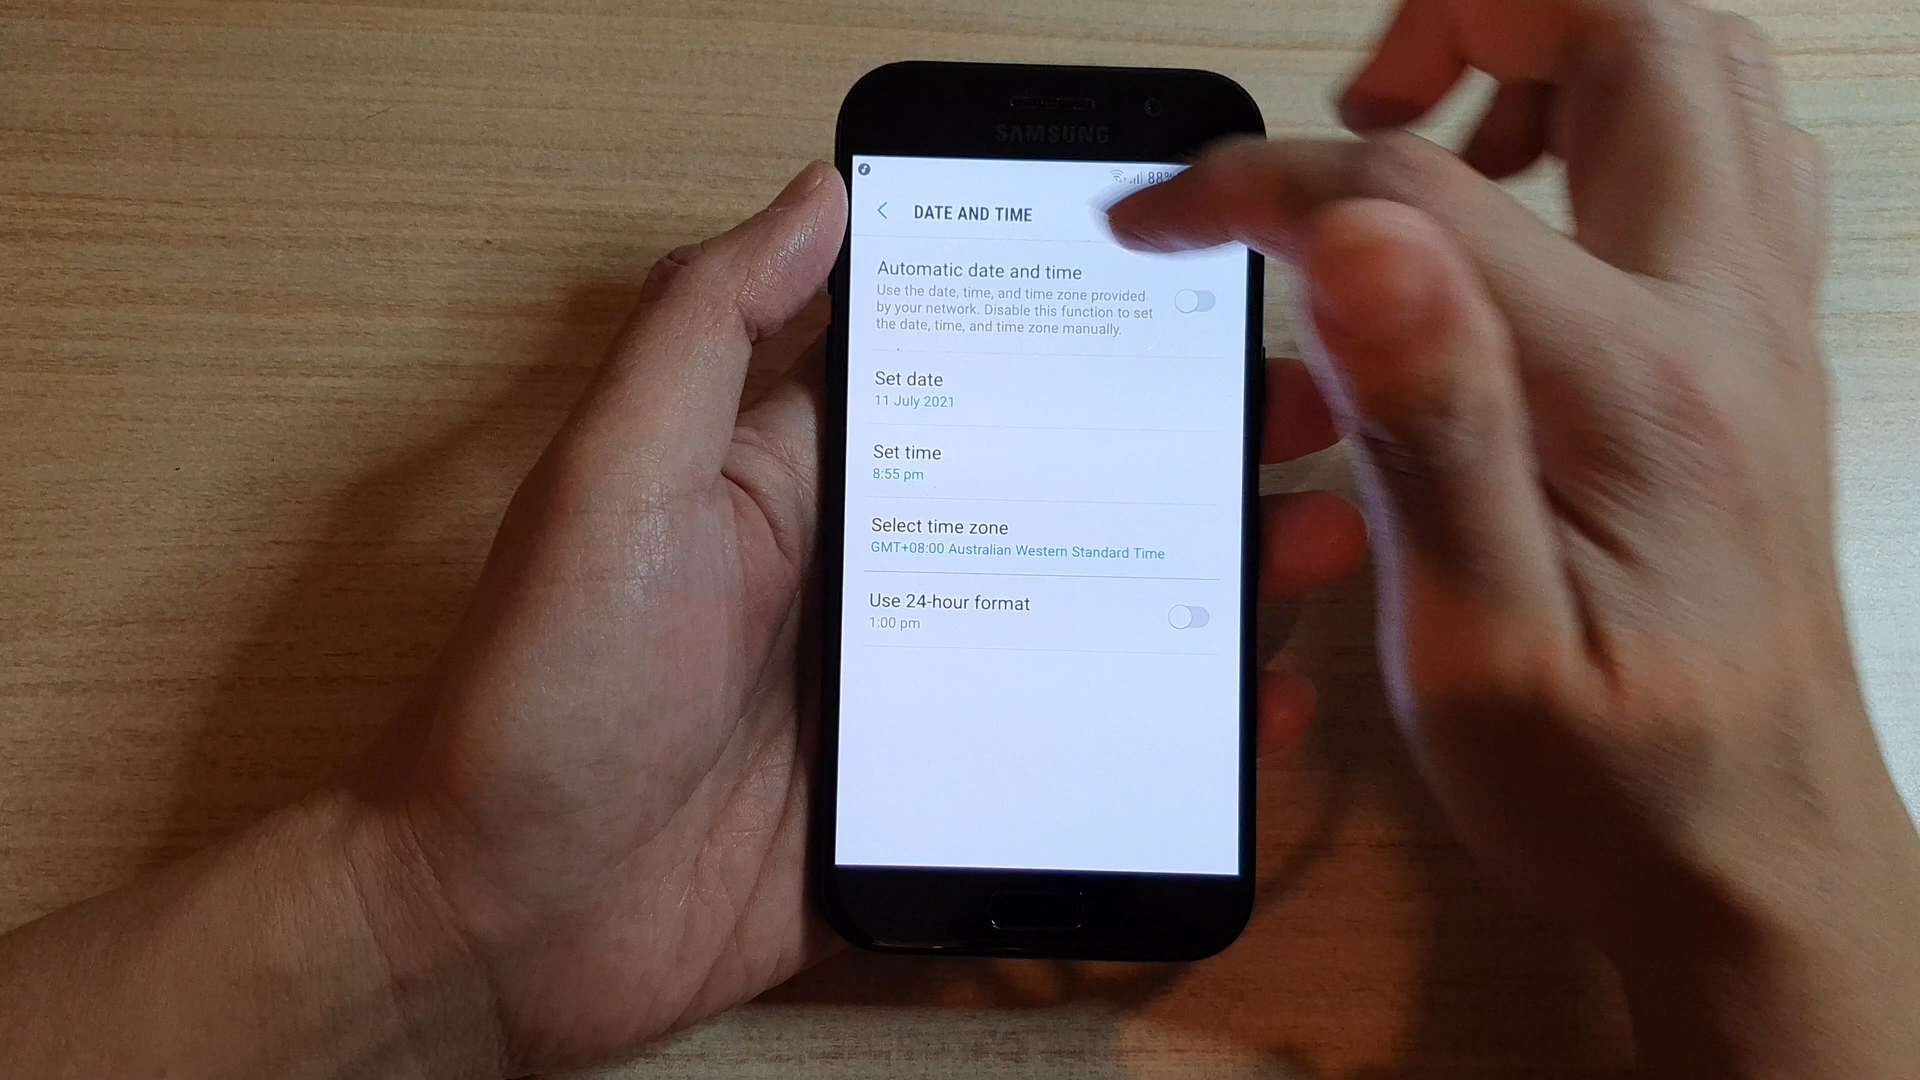 SAMSUNG
88%
DATE AND TIME
Automatic date and time
Use the date, time, and time zone provided
by your network. Disable this function to set
the date, time, and time zone manually.
Set date
11 July 2021
Set time
8:55 pm
Select time zone
GMT+08:00 Australian Western Standard Time
Use 24-hour format
1:00 pm